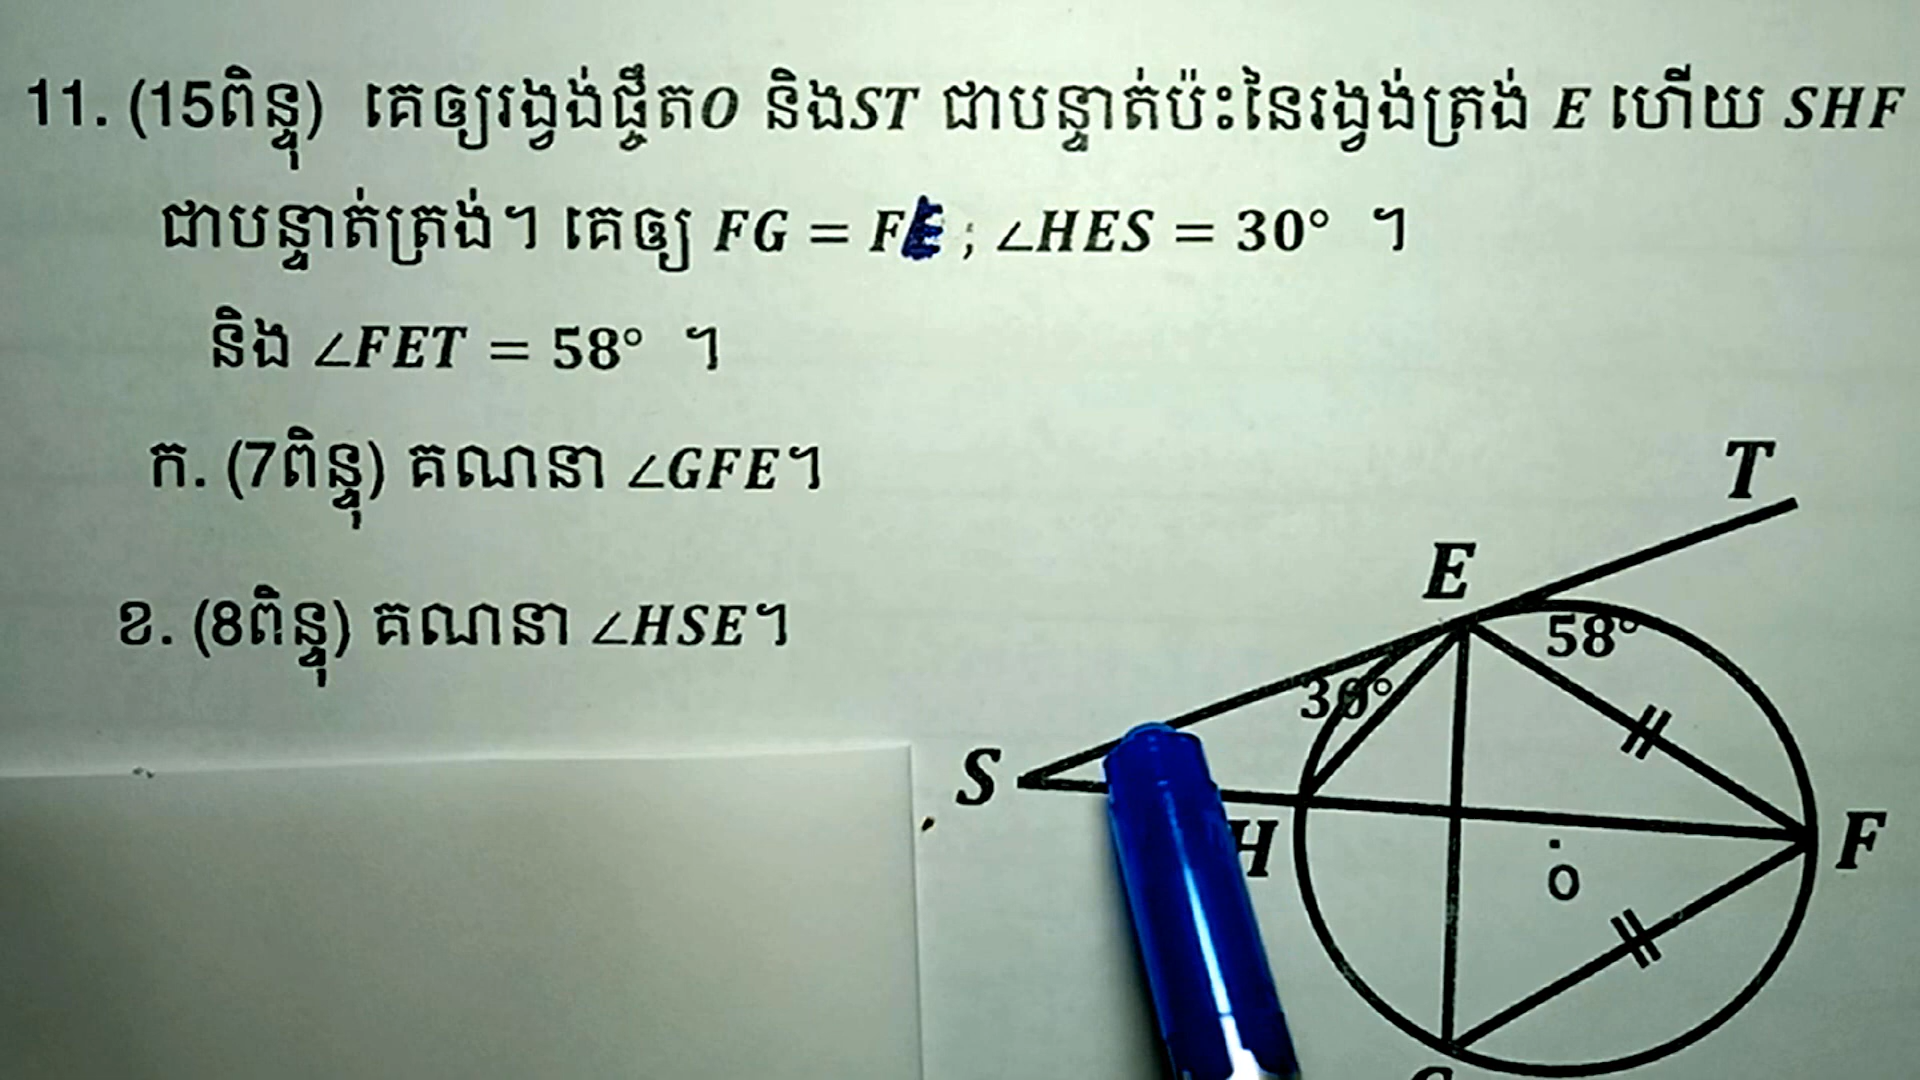 11. (15ពិន្ទុ) គេឲ្យរង្វង់ផ្ចិតO និងST ជាបន្ទាត់ប៉ះនៃរង្វង់ត្រង់ E ហើយ SHF
ជាបន្ទាត់ត្រង់។ គេឲ្យ FG = FE ; ∠HES = 30° ។
និង ∠FET = 58° ។
ក. (7ពិន្ទុ) គណនា ∠GFE។
ខ. (8ពិន្ទុ) គណនា ∠HSE។
T
E
58°
30°
S
H
F
O